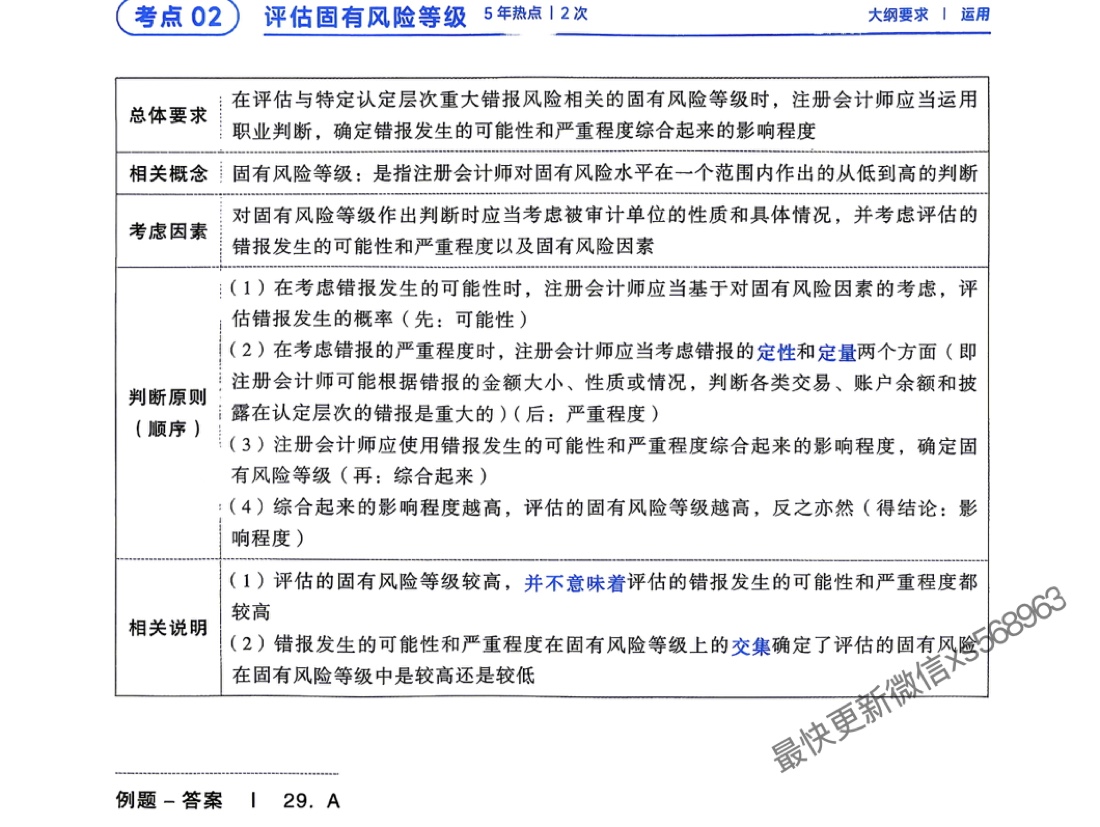 考点 02 评估固有风险等级 5年热点 | 2次 大纲要求 | 运用
总体要求
在评估与特定认定层次重大错报风险相关的固有风险等级时，注册会计师应当运用
职业判断，确定错报发生的可能性和严重程度综合起来的影响程度
相关概念
固有风险等级：是指注册会计师对固有风险水平在一个范围内作出的从低到高的判断
考虑因素
对固有风险等级作出判断时应当考虑被审计单位的性质和具体情况，并考虑评估的
错报发生的可能性和严重程度以及固有风险因素
判断原则
（顺序）
（1）在考虑错报发生的可能性时，注册会计师应当基于对固有风险因素的考虑，评
估错报发生的概率（先：可能性）
（2）在考虑错报的严重程度时，注册会计师应当考虑错报的定性和定量两个方面（即
注册会计师可能根据错报的金额大小、性质或情况，判断各类交易、账户余额和披
露在认定层次的错报是重大的）（后：严重程度）
（3）注册会计师应使用错报发生的可能性和严重程度综合起来的影响程度，确定固
有风险等级（再：综合起来）
（4）综合起来的影响程度越高，评估的固有风险等级越高，反之亦然（得结论：影
响程度）
相关说明
（1）评估的固有风险等级较高，并不意味着评估的错报发生的可能性和严重程度都
较高
（2）错报发生的可能性和严重程度在固有风险等级上的交集确定了评估的固有风险
在固有风险等级中是较高还是较低
最快更新微信xs568963
例题 – 答案 | 29. A